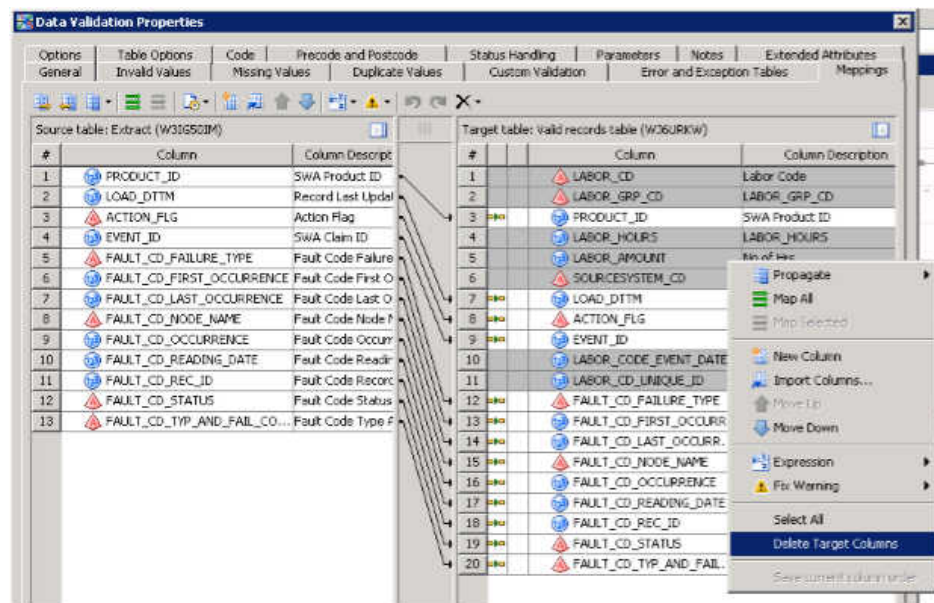 Data Validation Properties
Options Table Options Code Precode and Postcode Status Handling Parameters Notes Extended Attributes
General Invalid Values Missing Values Duplicate Values Custom Validation Error and Exception Tables Mappings
Source table: Extract (W3IG5OIM) Target table: Valid records table (W36URKW)
# Column Column Descript # Column Column Description
1 PRODUCT_ID SWA Product ID 1 LABOR_CD Labor Code
2 LOAD_DTTM Record Last Updat 2 LABOR_GRP_CD LABOR_GRP_CD
3 ACTION_FLG Action Flag 3 PRODUCT_ID SWA Product ID
4 EVENT_ID SWA Claim ID 4 LABOR_HOURS LABOR_HOURS
5 FAULT_CD_FAILURE_TYPE Fault Code Failure 5 LABOR_AMOUNT No of Hrs
6 FAULT_CD_FIRST_OCCURRENCE Fault Code First O 6 SOURCESYSTEM_CD
7 FAULT_CD_LAST_OCCURRENCE Fault Code Last O 7 LOAD_DTTM
8 FAULT_CD_NODE_NAME Fault Code Node N 8 ACTION_FLG
9 FAULT_CD_OCCURRENCE Fault Code Occurr 9 EVENT_ID
10 FAULT_CD_READING_DATE Fault Code Readin 10 LABOR_CODE_EVENT_DATE
11 FAULT_CD_REC_ID Fault Code Record 11 LABOR_CD_UNIQUE_ID
12 FAULT_CD_STATUS Fault Code Status 12 FAULT_CD_FAILURE_TYPE
13 FAULT_CD_TYP_AND_FAIL_CO... Fault Code Type A 13 FAULT_CD_FIRST_OCCURR
14 FAULT_CD_LAST_OCCURR.
15 FAULT_CD_NODE_NAME
16 FAULT_CD_OCCURRENCE
17 FAULT_CD_READING_DATE
18 FAULT_CD_REC_ID
19 FAULT_CD_STATUS
20 FAULT_CD_TYP_AND_FAIL.
Propagate
Map All
Map Selected
New Column
Import Columns...
Move Up
Move Down
Expression
Fix Warning
Select All
Delete Target Columns
Save current column order